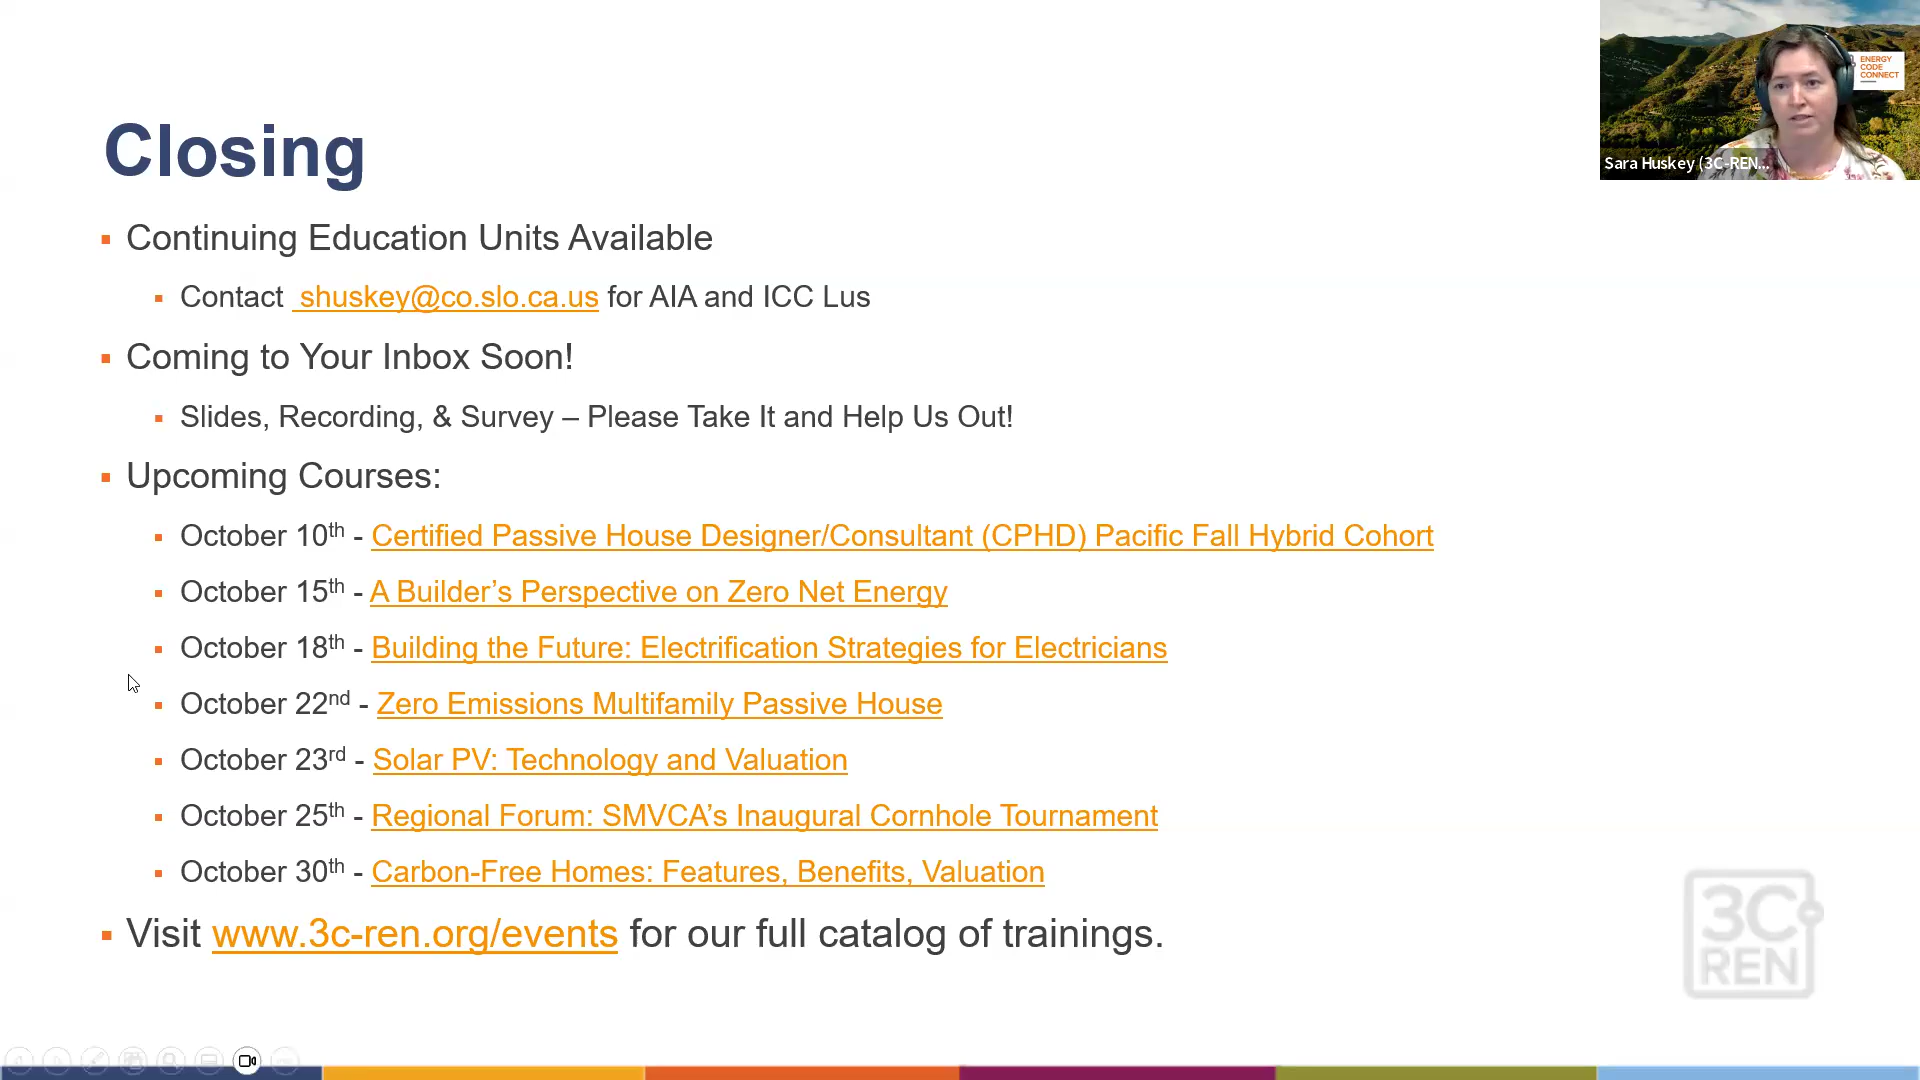 ENERGY
CODE
CONNECT
Sara Huskey (3C-REN...
Closing
Continuing Education Units Available
Contact shuskey@co.slo.ca.us for AIA and ICC Lus
Coming to Your Inbox Soon!
Slides, Recording, & Survey – Please Take It and Help Us Out!
Upcoming Courses:
October 10th - Certified Passive House Designer/Consultant (CPHD) Pacific Fall Hybrid Cohort
October 15th - A Builder’s Perspective on Zero Net Energy
October 18th - Building the Future: Electrification Strategies for Electricians
October 22nd - Zero Emissions Multifamily Passive House
October 23rd - Solar PV: Technology and Valuation
October 25th - Regional Forum: SMVCA’s Inaugural Cornhole Tournament
October 30th - Carbon-Free Homes: Features, Benefits, Valuation
Visit www.3c-ren.org/events for our full catalog of trainings.
3C
REN